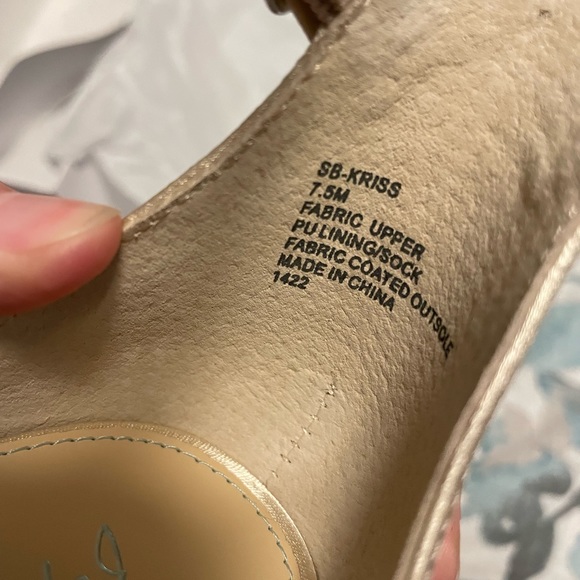 SB-KRISS
7.5M
FABRIC UPPER
PU LINING/SOCK
FABRIC COATED OUTSOLE
MADE IN CHINA
1422